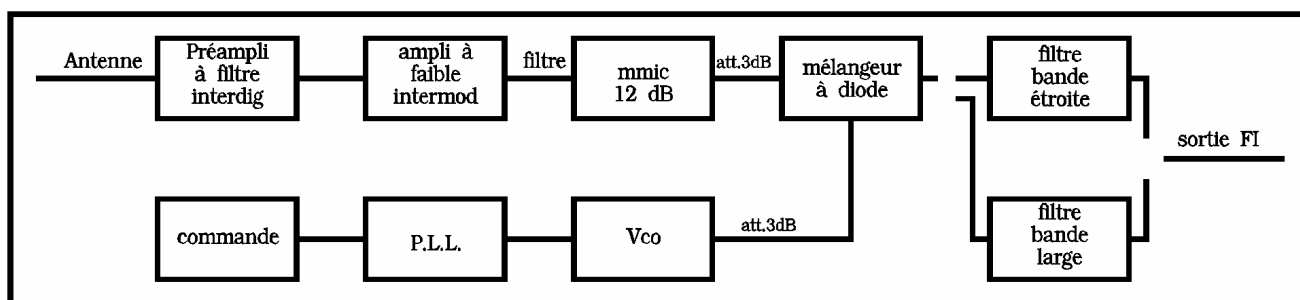 Antenne
Préampli
à filtre
interdig
ampli à
faible
intermod
filtre
mmic
12 dB
att.3dB
mélangeur
à diode
filtre
bande
étroite
sortie FI
commande
P.L.L.
Vco
att.3dB
filtre
bande
large